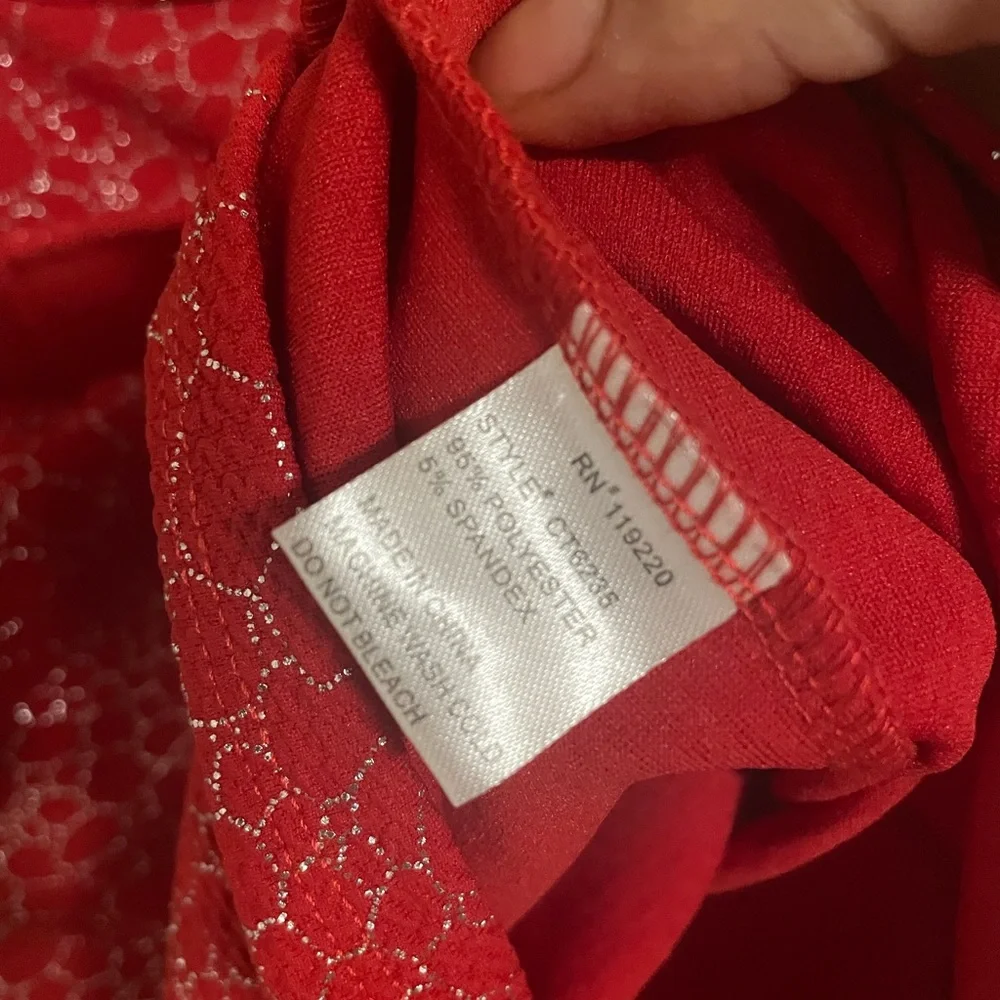 RN# 119220
STYLE# CT6235
95% POLYESTER
5% SPANDEX
MADE IN CHINA
MACHINE WASH COLD
DO NOT BLEACH